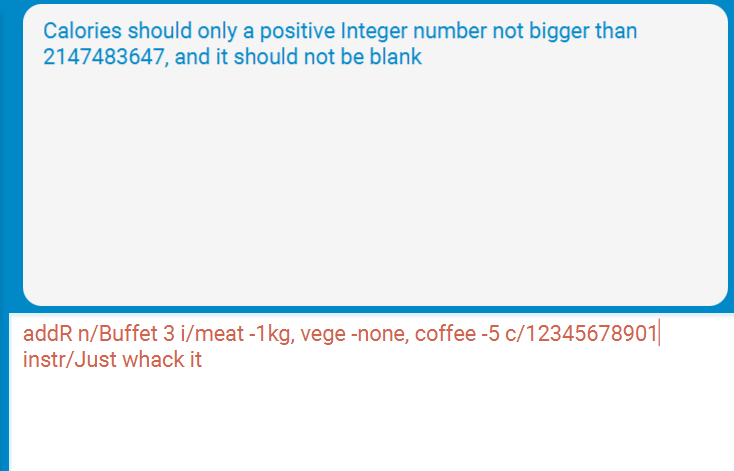 Calories should only a positive Integer number not bigger than
2147483647, and it should not be blank
addR n/Buffet 3 i/meat -1kg, vege -none, coffee -5 c/12345678901
instr/Just whack it